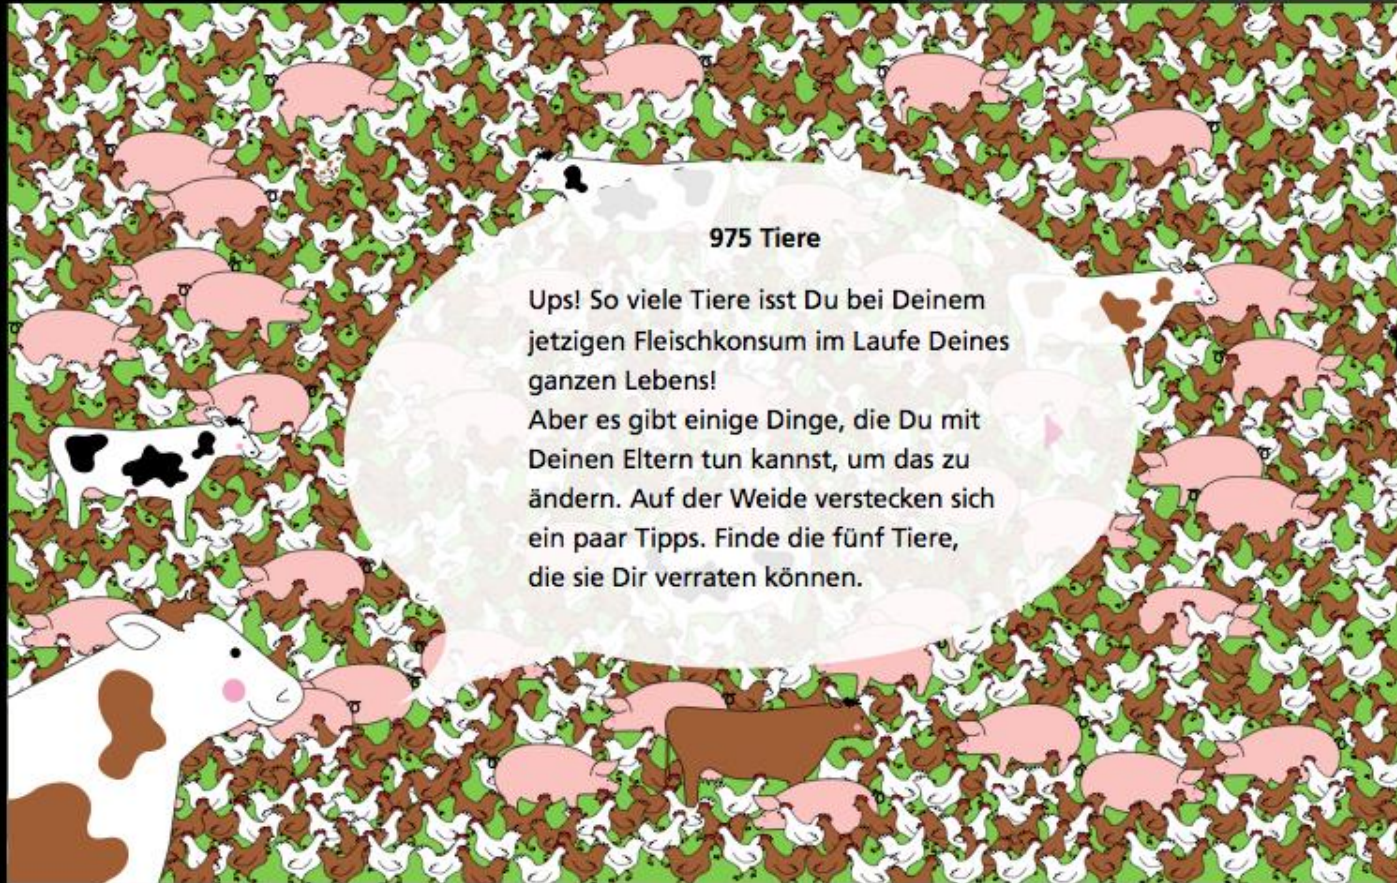 975 Tiere
Ups! So viele Tiere isst Du bei Deinem
jetzigen Fleischkonsum im Laufe Deines
ganzen Lebens!
Aber es gibt einige Dinge, die Du mit
Deinen Eltern tun kannst, um das zu
ändern. Auf der Weide verstecken sich
ein paar Tipps. Finde die fünf Tiere,
die sie Dir verraten können.